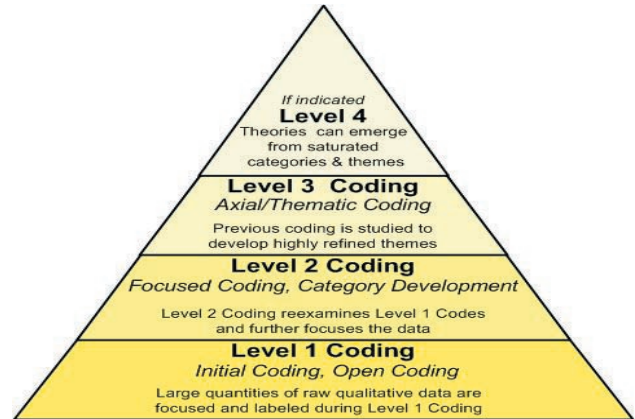 If indicated
Level 4
Theories can emerge
from saturated
categories & themes
Level 3 Coding
Axial/Thematic Coding
Previous coding is studied to
develop highly refined themes
Level 2 Coding
Focused Coding, Category Development
Level 2 Coding reexamines Level 1 Codes
and further focuses the data
Level 1 Coding
Initial Coding, Open Coding
Large quantities of raw qualitative data are
focused and labeled during Level 1 Coding